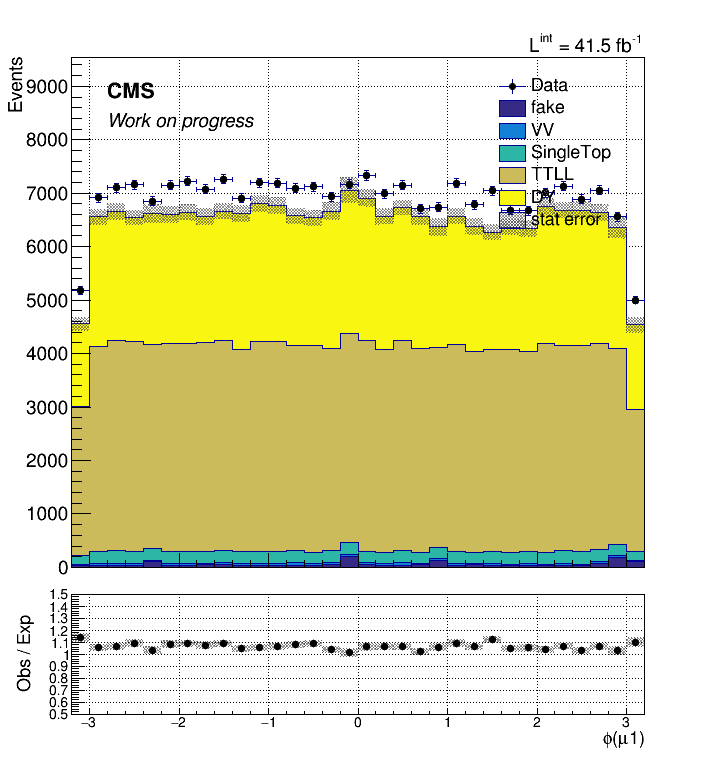 L^int = 41.5 fb^-1
Events
CMS
Work on progress
Data
fake
VV
SingleTop
TTLL
DY
stat error
9000
8000
7000
6000
5000
4000
3000
2000
1000
0
Obs / Exp
1.5
1.4
1.3
1.2
1.1
1
0.9
0.8
0.7
0.6
0.5
−3 −2 −1 0 1 2 3
ϕ(μ1)